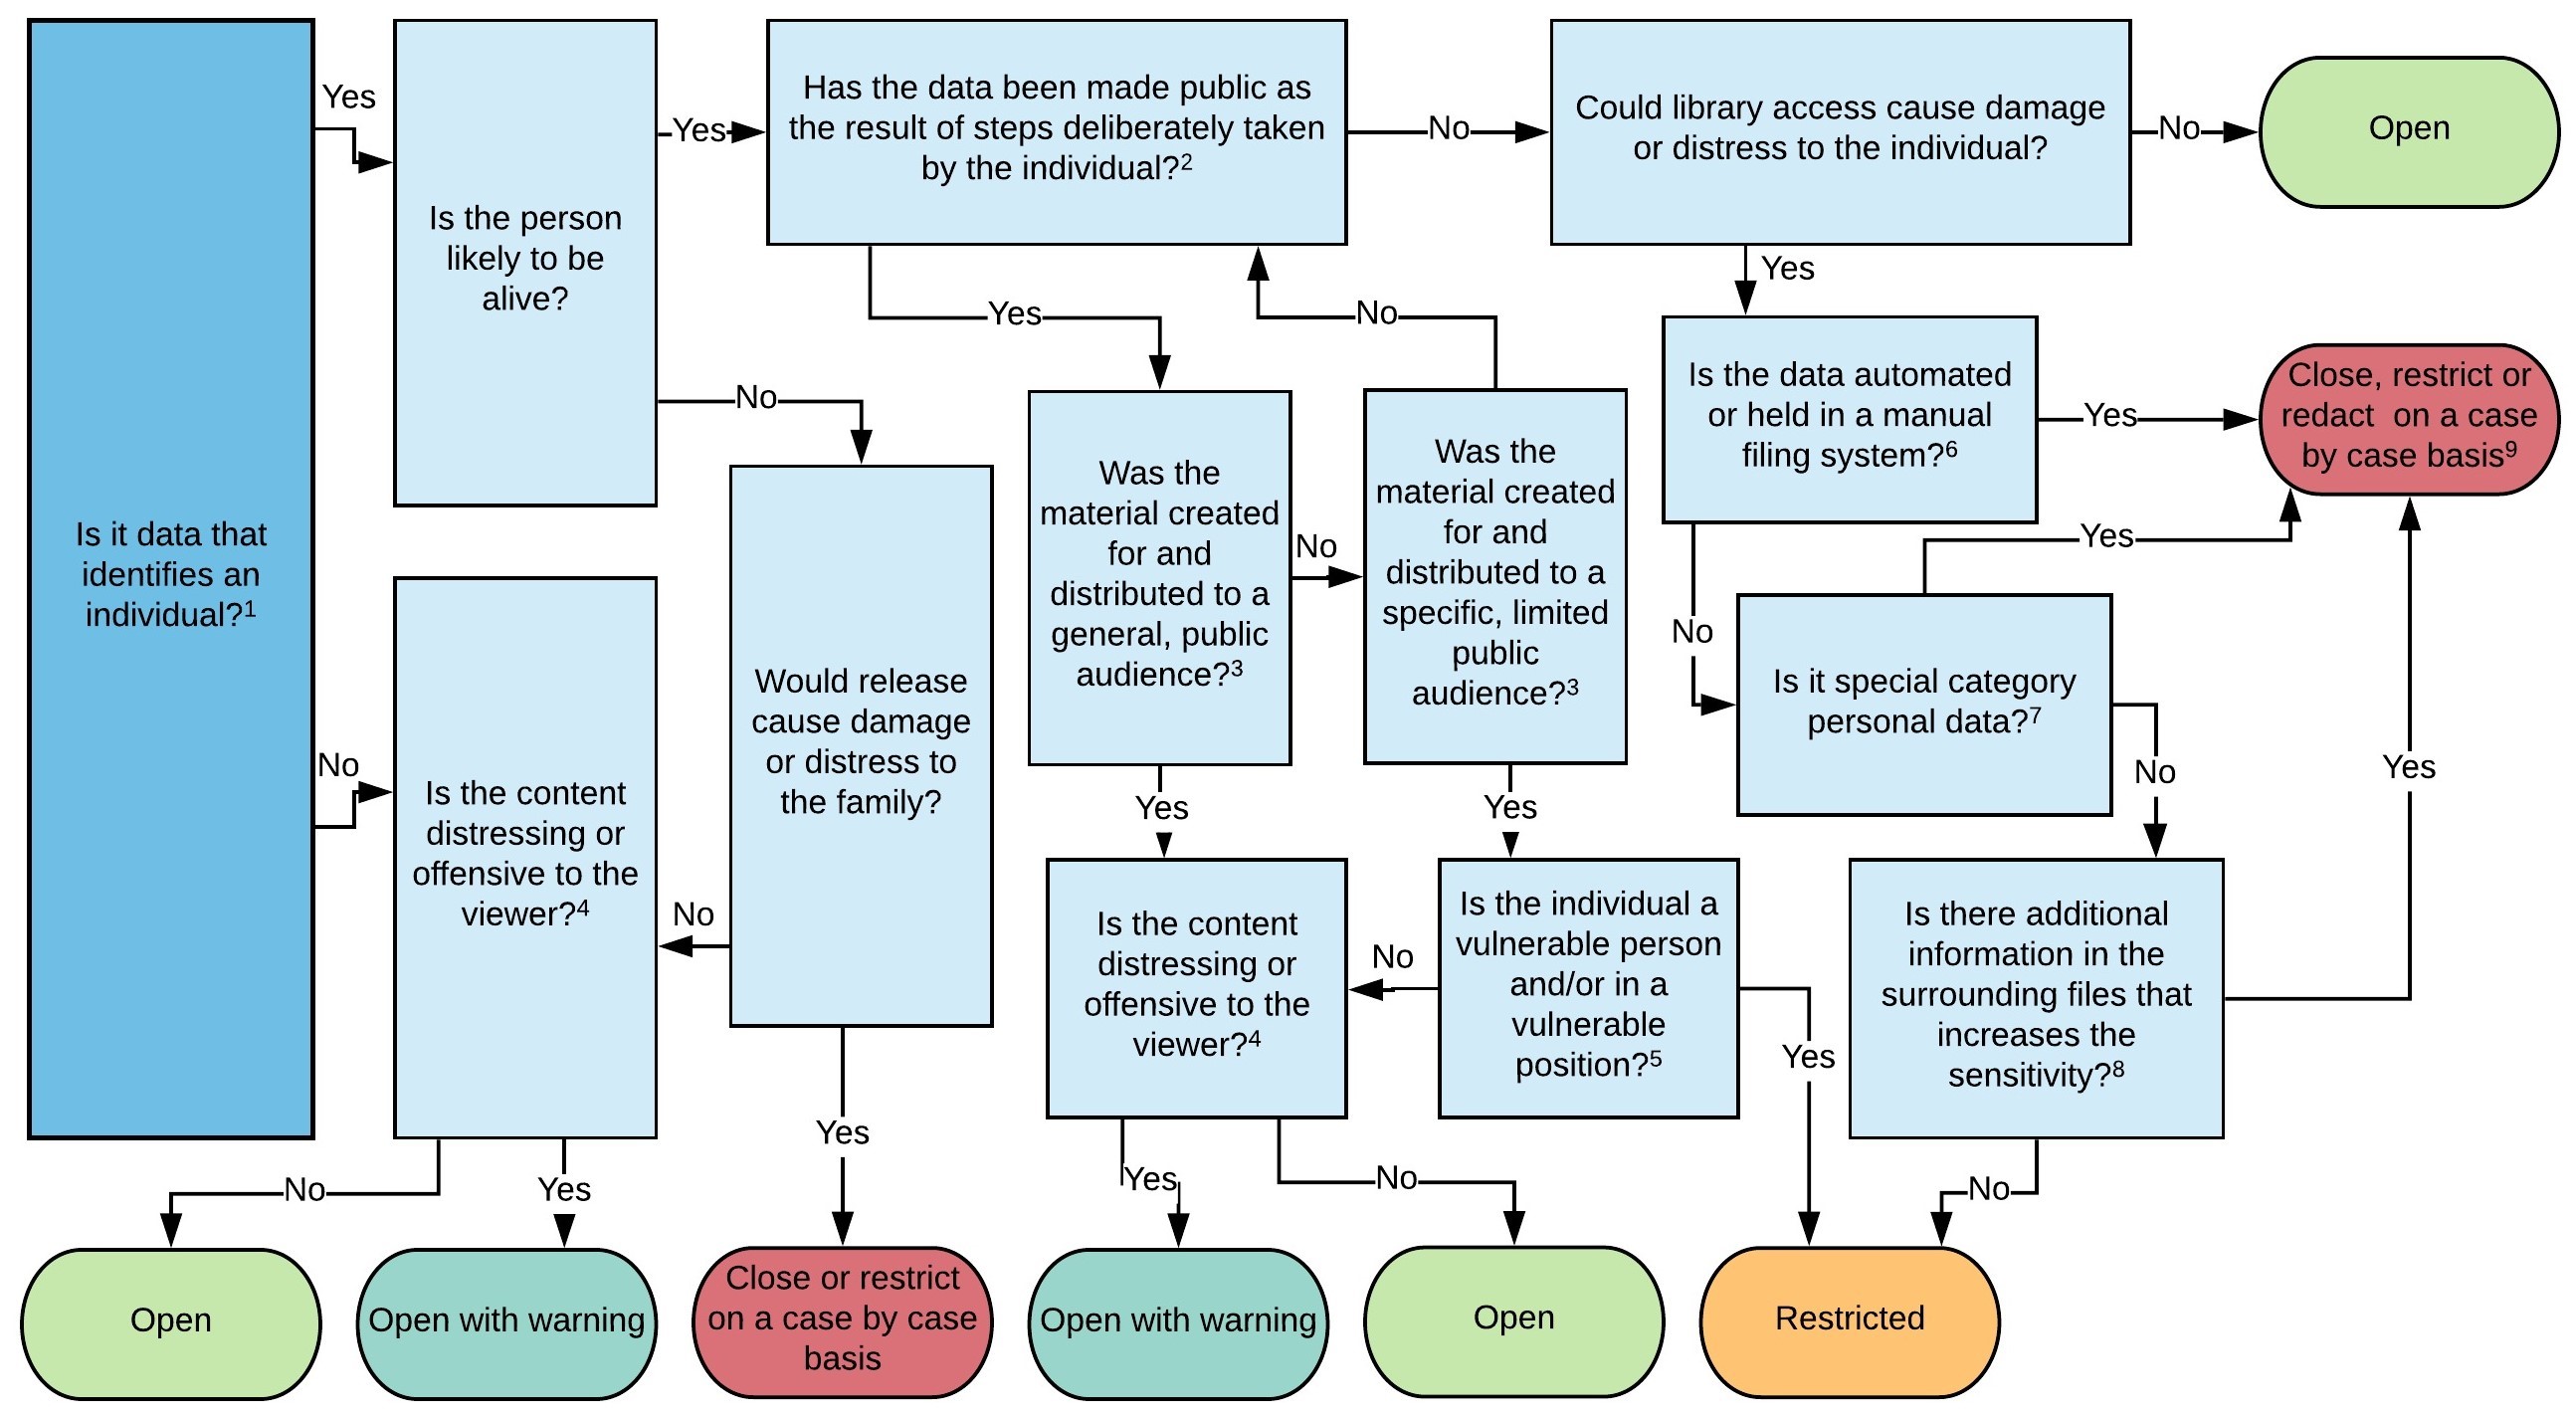 Is it data that
identifies an
individual?1
Yes
No
Is the person
likely to be
alive?
Yes
No
Is the content
distressing or
offensive to the
viewer?4
No
Yes
Would release
cause damage
or distress to
the family?
No
Yes
Has the data been made public as
the result of steps deliberately taken
by the individual?2
No
Yes
No
Was the
material created
for and
distributed to a
general, public
audience?3
No
Yes
Was the
material created
for and
distributed to a
specific, limited
public
audience?3
Yes
Is the content
distressing or
offensive to the
viewer?4
Yes
No
Is the individual a
vulnerable person
and/or in a
vulnerable
position?5
No
Yes
Could library access cause damage
or distress to the individual?
No
Yes
Open
Is the data automated
or held in a manual
filing system?6
Yes
No
Close, restrict or
redact on a case
by case basis9
Is it special category
personal data?7
Yes
No
Is there additional
information in the
surrounding files that
increases the
sensitivity?8
Yes
No
Open
Open with warning
Close or restrict
on a case by case
basis
Open with warning
Open
Restricted